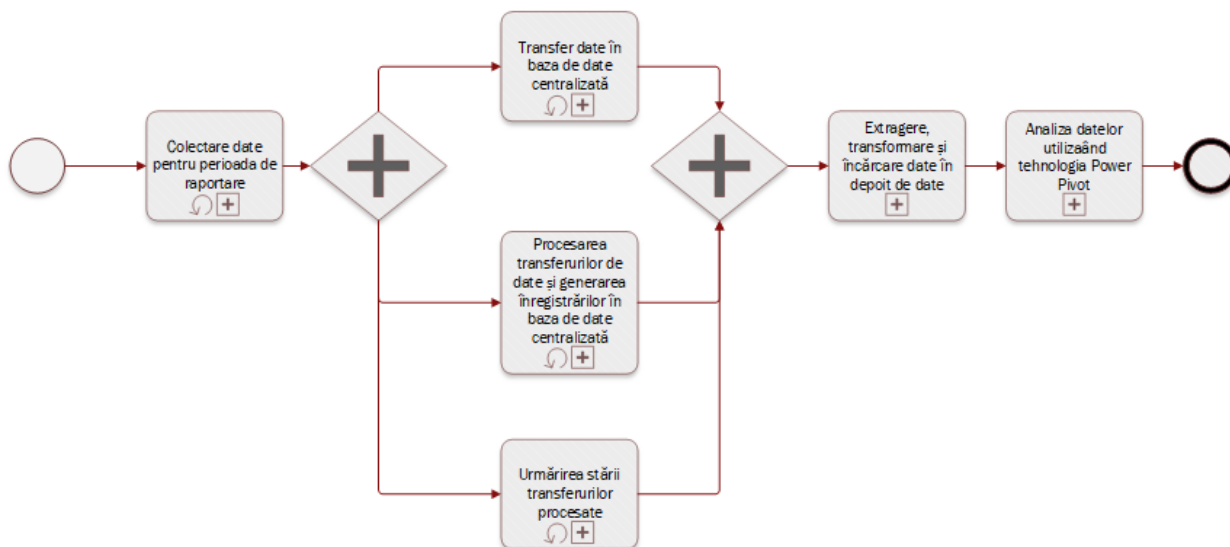 Transfer date în
baza de date
centralizată
Colectare date
pentru perioada de
raportare
Extragere,
transformare și
încărcare date în
depoit de date
Analiza datelor
utilizaând
tehnologia Power
Pivot
Procesarea
transferurilor de
date și generarea
înregistrărilor în
baza de date
centralizată
Urmărirea stării
transferurilor
procesate